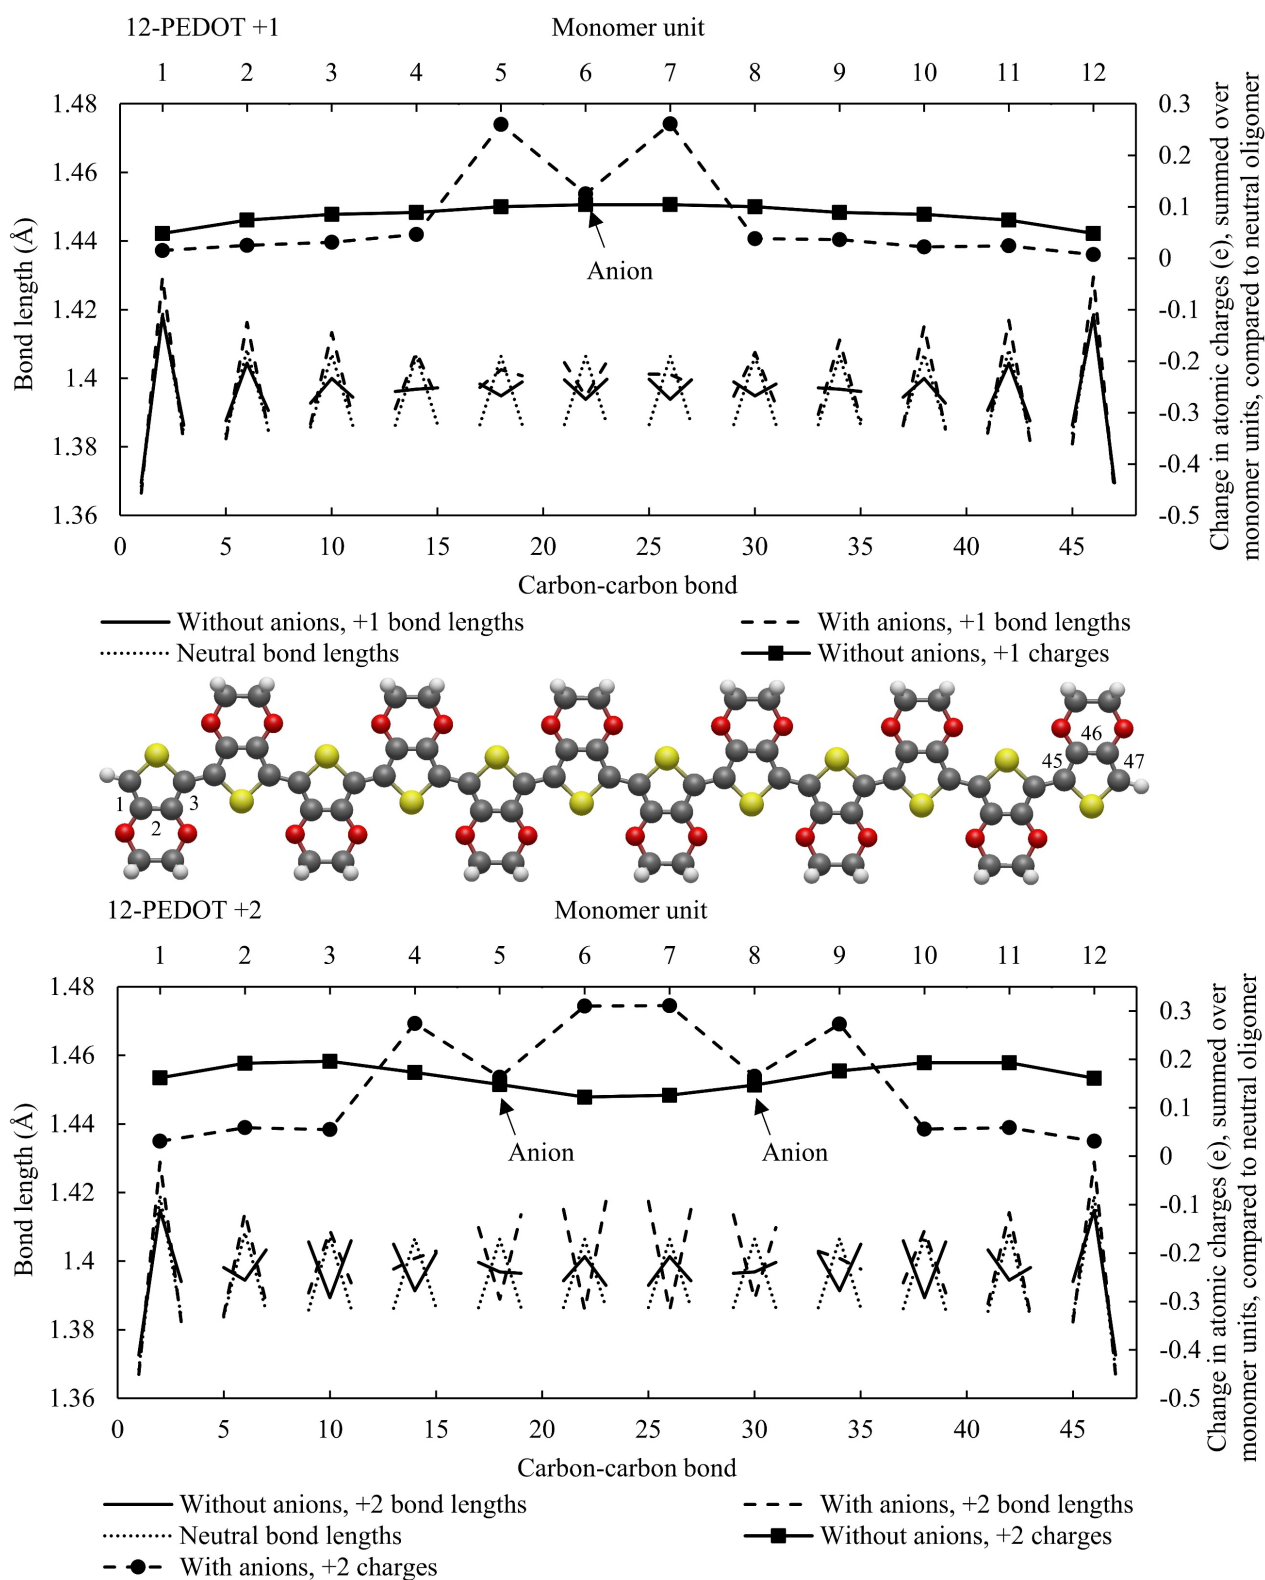 12-PEDOT +1 Monomer unit
1 2 3 4 5 6 7 8 9 10 11 12
1.48 1.46 1.44 1.42 1.4 1.38 1.36
Bond length (Å)
Anion
0.3 0.2 0.1 0 -0.1 -0.2 -0.3 -0.4 -0.5
Change in atomic charges (e), summed over
monomer units, compared to neutral oligomer
0 5 10 15 20 25 30 35 40 45
Carbon-carbon bond
Without anions, +1 bond lengths With anions, +1 bond lengths
Neutral bond lengths Without anions, +1 charges
1 2 3 45 46 47
12-PEDOT +2 Monomer unit
1 2 3 4 5 6 7 8 9 10 11 12
1.48 1.46 1.44 1.42 1.4 1.38 1.36
Bond length (Å)
Anion Anion
0.3 0.2 0.1 0 -0.1 -0.2 -0.3 -0.4 -0.5
Change in atomic charges (e), summed over
monomer units, compared to neutral oligomer
0 5 10 15 20 25 30 35 40 45
Carbon-carbon bond
Without anions, +2 bond lengths With anions, +2 bond lengths
Neutral bond lengths Without anions, +2 charges
With anions, +2 charges